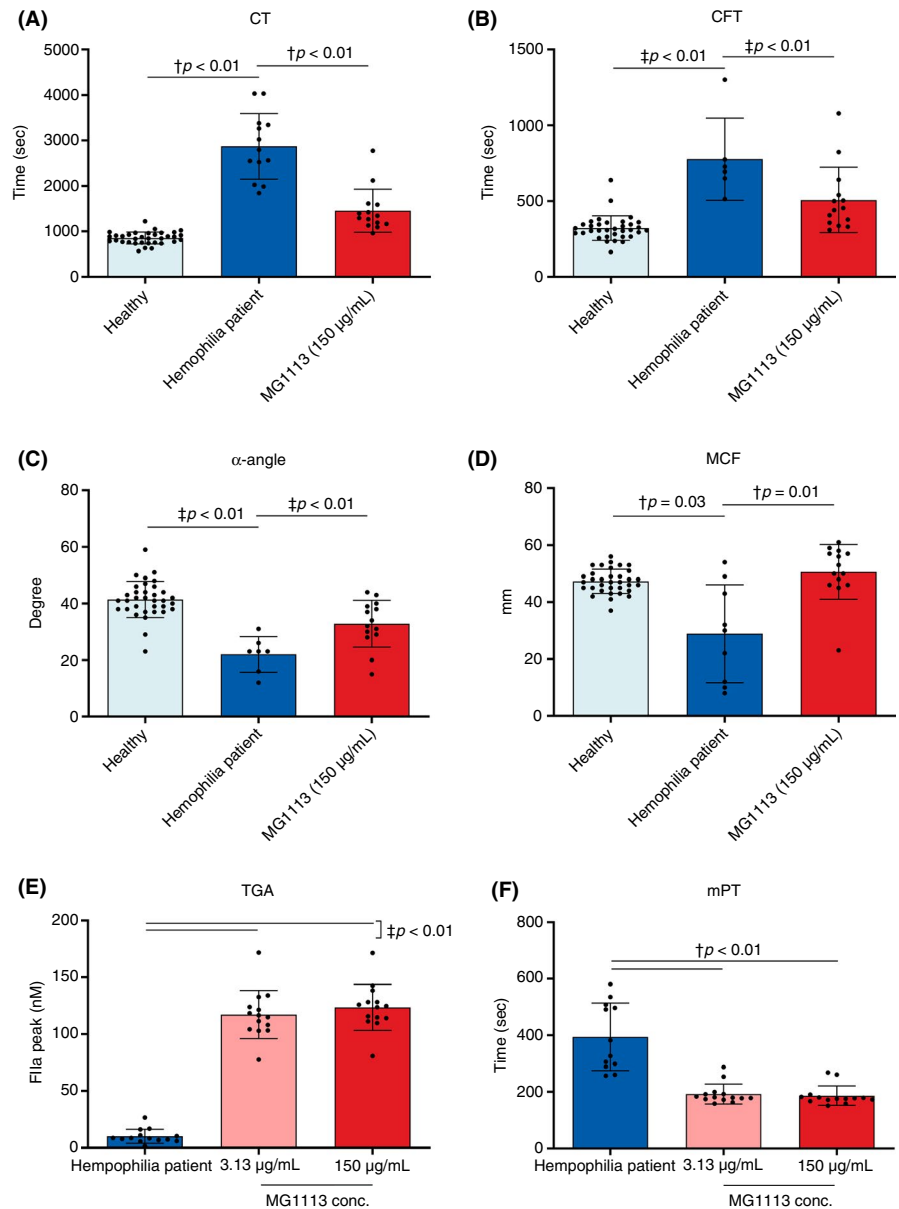 (A)
CT
†p < 0.01
†p < 0.01
Time (sec)
5000
4000
3000
2000
1000
0
Healthy
Hemophilia patient
MG1113 (150 µg/mL)
(B)
CFT
‡p < 0.01
‡p < 0.01
Time (sec)
1500
1000
500
0
Healthy
Hemophilia patient
MG1113 (150 µg/mL)
(C)
α-angle
‡p < 0.01
‡p < 0.01
Degree
80
60
40
20
0
Healthy
Hemophilia patient
MG1113 (150 µg/mL)
(D)
MCF
†p = 0.03
†p = 0.01
mm
80
60
40
20
0
Healthy
Hemophilia patient
MG1113 (150 µg/mL)
(E)
TGA
‡p < 0.01
FIIa peak (nM)
200
150
100
50
0
Hempophilia patient
3.13 µg/mL
150 µg/mL
MG1113 conc.
(F)
mPT
†p < 0.01
Time (sec)
800
600
400
200
0
Hempophilia patient
3.13 µg/mL
150 µg/mL
MG1113 conc.